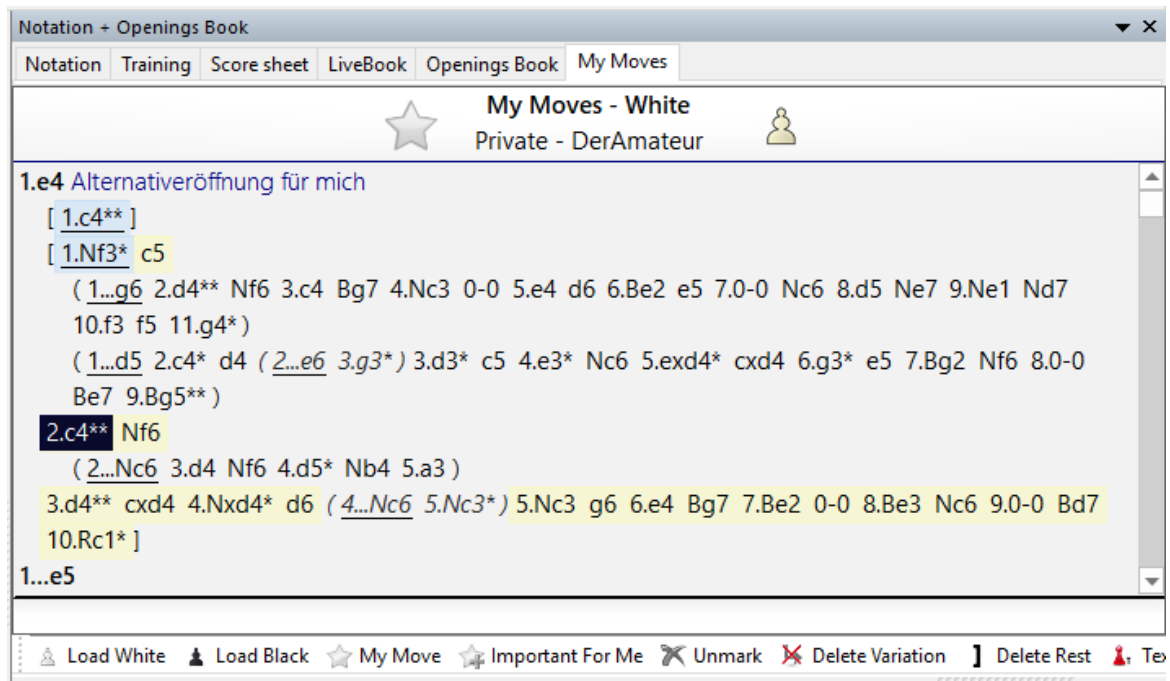 Notation + Openings Book
Notation Training Score sheet LiveBook Openings Book My Moves
My Moves - White
Private - DerAmateur
1.e4 Alternativeröffnung für mich
[ 1.c4** ]
[ 1.Nf3* c5
( 1...g6 2.d4** Nf6 3.c4 Bg7 4.Nc3 0-0 5.e4 d6 6.Be2 e5 7.0-0 Nc6 8.d5 Ne7 9.Ne1 Nd7
10.f3 f5 11.g4* )
( 1...d5 2.c4* d4 ( 2...e6 3.g3* ) 3.d3* c5 4.e3* Nc6 5.exd4* cxd4 6.g3* e5 7.Bg2 Nf6 8.0-0
Be7 9.Bg5** )
2.c4** Nf6
( 2...Nc6 3.d4 Nf6 4.d5* Nb4 5.a3 )
3.d4** cxd4 4.Nxd4* d6 ( 4...Nc6 5.Nc3* ) 5.Nc3 g6 6.e4 Bg7 7.Be2 0-0 8.Be3 Nc6 9.0-0 Bd7
10.Rc1* ]
1...e5
Load White Load Black My Move Important For Me Unmark Delete Variation ] Delete Rest Tex